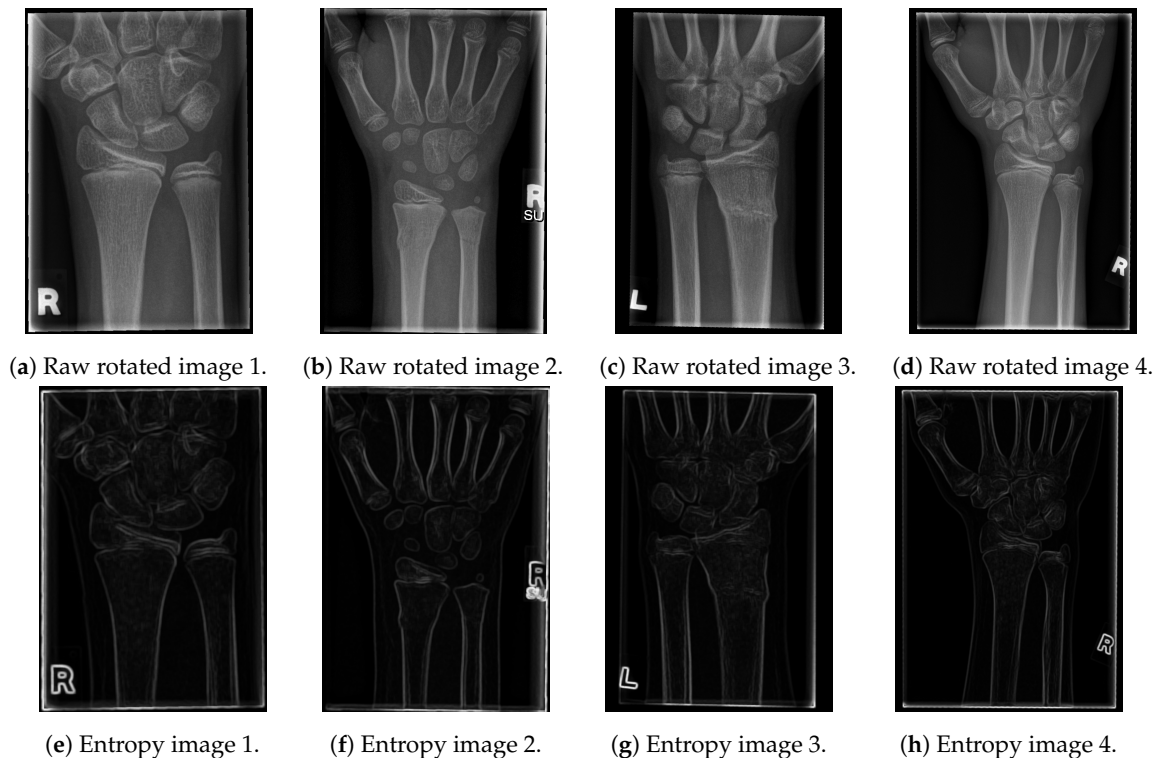 R
R
SU
L
R
(a) Raw rotated image 1. (b) Raw rotated image 2. (c) Raw rotated image 3. (d) Raw rotated image 4.
R
R
L
R
(e) Entropy image 1. (f) Entropy image 2. (g) Entropy image 3. (h) Entropy image 4.